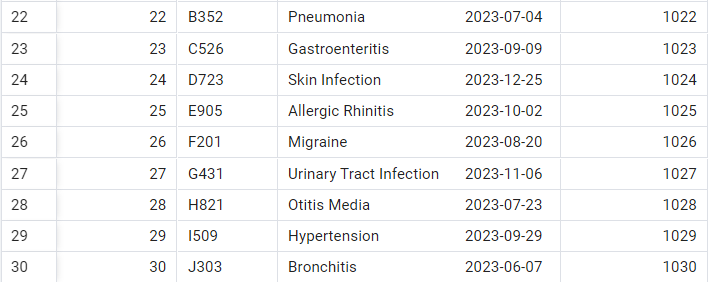 22 22 B352 Pneumonia 2023-07-04 1022
23 23 C526 Gastroenteritis 2023-09-09 1023
24 24 D723 Skin Infection 2023-12-25 1024
25 25 E905 Allergic Rhinitis 2023-10-02 1025
26 26 F201 Migraine 2023-08-20 1026
27 27 G431 Urinary Tract Infection 2023-11-06 1027
28 28 H821 Otitis Media 2023-07-23 1028
29 29 I509 Hypertension 2023-09-29 1029
30 30 J303 Bronchitis 2023-06-07 1030